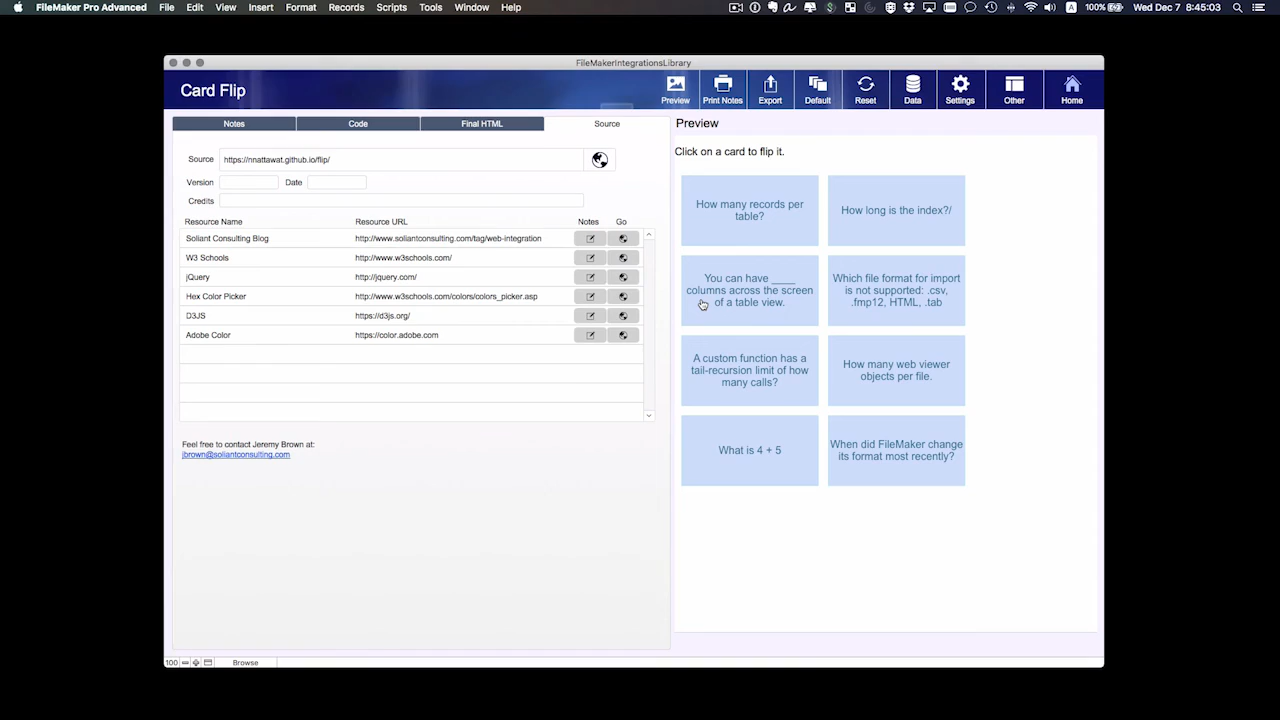 FileMaker Pro Advanced File Edit View Insert Format Records Scripts Tools Window Help
100% Wed Dec 7 8:45:03
FileMakerIntegrationsLibrary
Card Flip
Preview Print Notes Export Default Reset Data Settings Other Home
Notes Code Final HTML Source
Source https://nnattawat.github.io/flip/
Version Date
Credits
Resource Name Resource URL Notes Go
Soliant Consulting Blog http://www.soliantconsulting.com/tag/web-integration
W3 Schools http://www.w3schools.com/
jQuery http://jquery.com/
Hex Color Picker http://www.w3schools.com/colors/colors_picker.asp
D3JS https://d3js.org/
Adobe Color https://color.adobe.com
Feel free to contact Jeremy Brown at:
jbrown@soliantconsulting.com
Preview
Click on a card to flip it.
How many records per
table?
How long is the index?/
You can have ____
columns across the screen
of a table view.
Which file format for import
is not supported: .csv,
.fmp12, HTML, .tab
A custom function has a
tail-recursion limit of how
many calls?
How many web viewer
objects per file.
What is 4 + 5
When did FileMaker change
its format most recently?
100 Browse